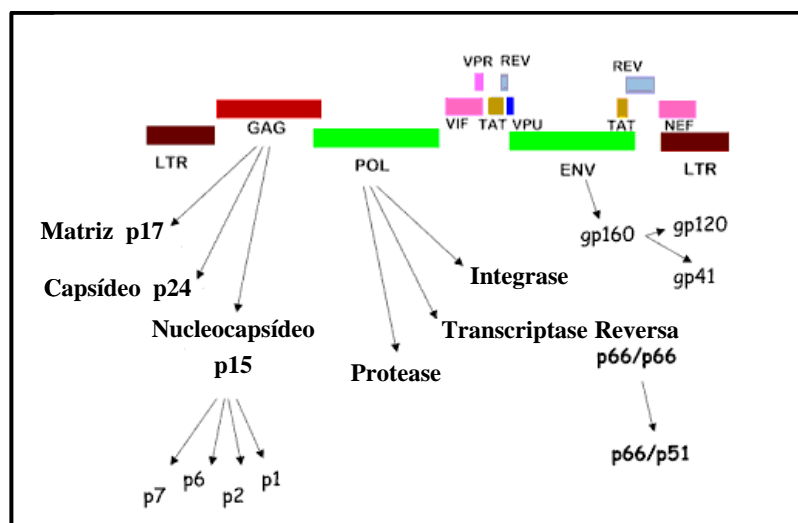 VPR REV
REV
GAG
VIF TAT VPU
TAT NEF
LTR
POL
ENV
LTR
Matriz p17
gp160
gp120
Capsídeo p24
Integrase
gp41
Nucleocapsídeo
p15
Transcriptase Reversa
p66/p66
Protease
p66/p51
p7 p6 p2 p1